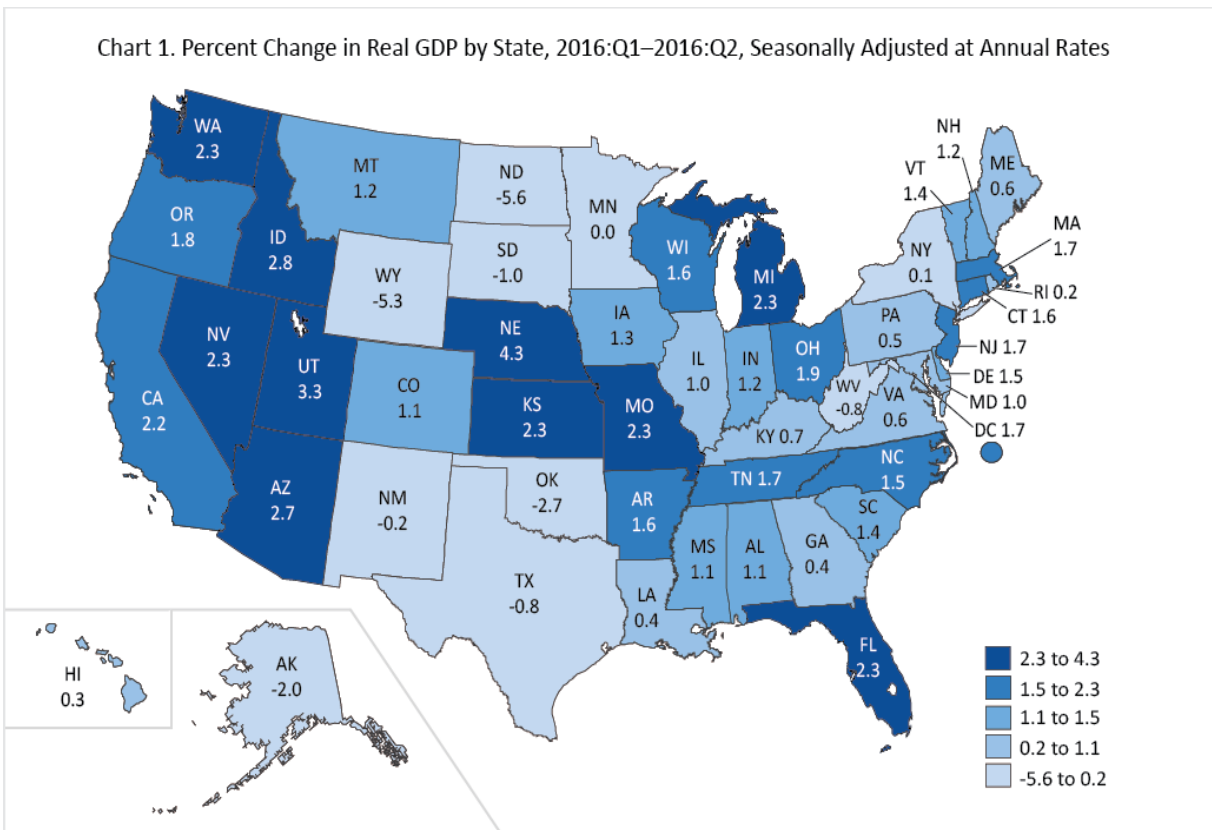 Chart 1. Percent Change in Real GDP by State, 2016:Q1–2016:Q2, Seasonally Adjusted at Annual Rates
WA
2.3
MT
1.2
ND
-5.6
MN
0.0
NH
1.2
VT
1.4
ME
0.6
OR
1.8
ID
2.8
WY
-5.3
SD
-1.0
WI
1.6
MI
2.3
NY
0.1
MA
1.7
RI 0.2
CT 1.6
NV
2.3
UT
3.3
CO
1.1
NE
4.3
IA
1.3
IL
1.0
IN
1.2
OH
1.9
PA
0.5
NJ 1.7
DE 1.5
MD 1.0
DC 1.7
WV
-0.8
VA
0.6
CA
2.2
KS
2.3
MO
2.3
KY 0.7
AZ
2.7
NM
-0.2
OK
-2.7
AR
1.6
TN 1.7
NC
1.5
SC
1.4
TX
-0.8
LA
0.4
MS
1.1
AL
1.1
GA
0.4
FL
2.3
HI
0.3
AK
-2.0
2.3 to 4.3
1.5 to 2.3
1.1 to 1.5
0.2 to 1.1
-5.6 to 0.2